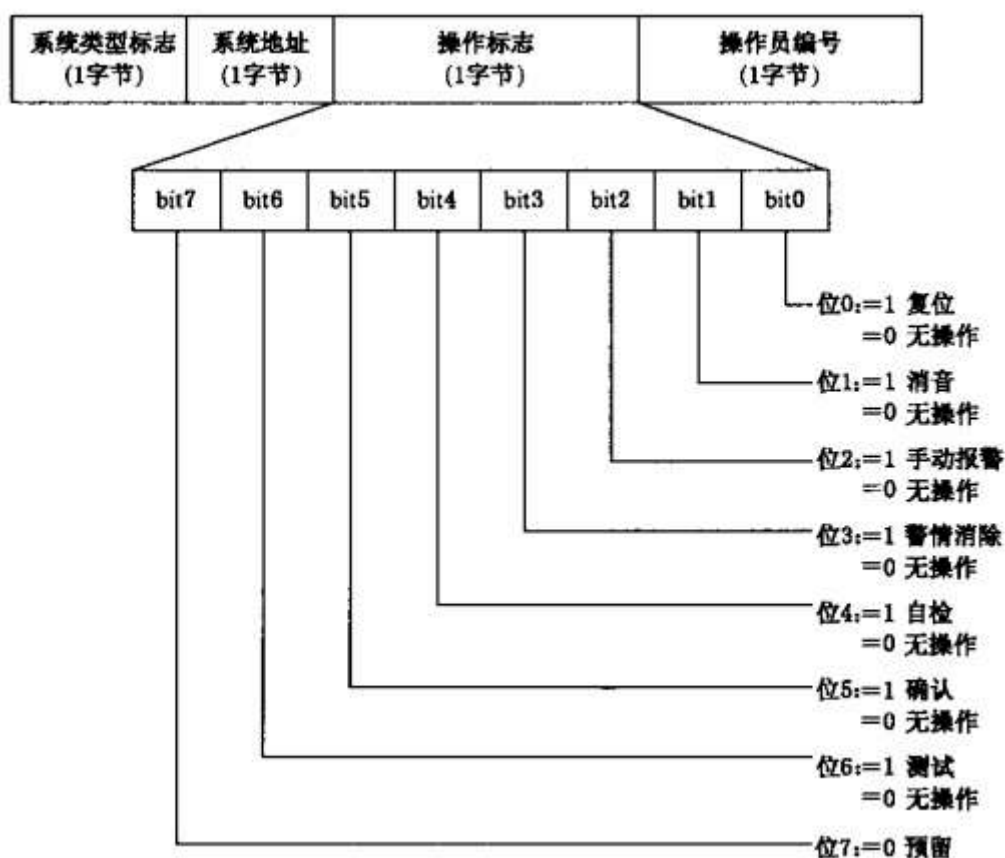 系统类型标志 系统地址 操作标志 操作员编号
(1字节) (1字节) (1字节) (1字节)
bit7 bit6 bit5 bit4 bit3 bit2 bit1 bit0
位0:=1 复位
=0 无操作
位1:=1 消音
=0 无操作
位2:=1 手动报警
=0 无操作
位3:=1 警情消除
=0 无操作
位4:=1 自检
=0 无操作
位5:=1 确认
=0 无操作
位6:=1 测试
=0 无操作
位7:=0 预留